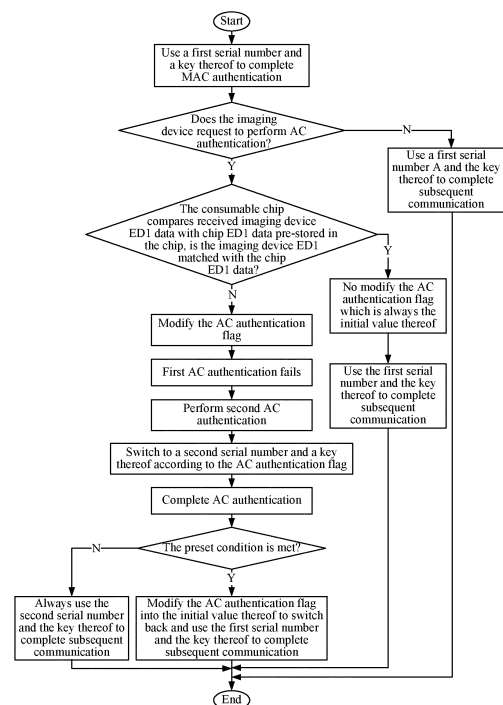 Start
Use a first serial number and
a key thereof to complete
MAC authentication
Does the imaging
device request to perform AC
authentication?
N
Y
Use a first serial
number A and the key
thereof to complete
subsequent
communication
The consumable chip
compares received imaging device
ED1 data with chip ED1 data pre-stored in
the chip, is the imaging device ED1
matched with the chip
ED1 data?
Y
N
No modify the AC
authentication flag
which is always the
initial value thereof
Modify the AC authentication
flag
First AC authentication fails
Use the first serial
number and the key
thereof to complete
subsequent
communication
Perform second AC
authentication
Switch to a second serial number and a key
thereof according to the AC authentication flag
Complete AC authentication
The preset condition is met?
N
Y
Always use the
second serial number
and the key thereof to
complete subsequent
communication
Modify the AC authentication flag
into the initial value thereof to switch
back and use the first serial number
and the key thereof to complete
subsequent communication
End